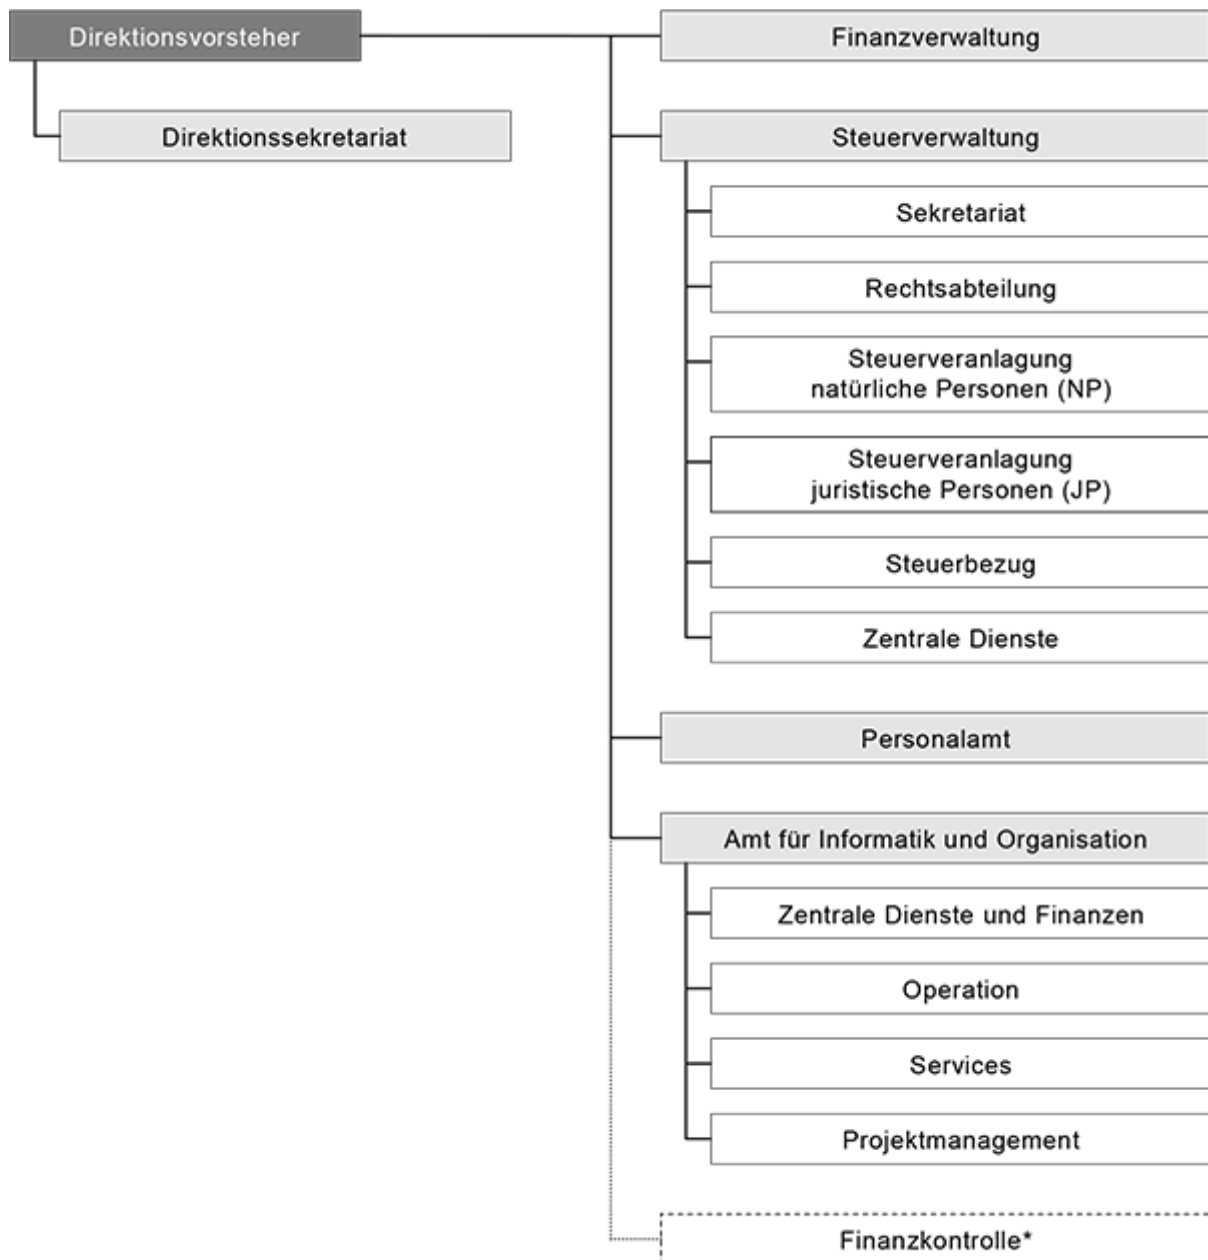 Direktionsvorsteher
Direktionssekretariat
Finanzverwaltung
Steuerverwaltung
Sekretariat
Rechtsabteilung
Steuerveranlagung
natürliche Personen (NP)
Steuerveranlagung
juristische Personen (JP)
Steuerbezug
Zentrale Dienste
Personalamt
Amt für Informatik und Organisation
Zentrale Dienste und Finanzen
Operation
Services
Projektmanagement
Finanzkontrolle*